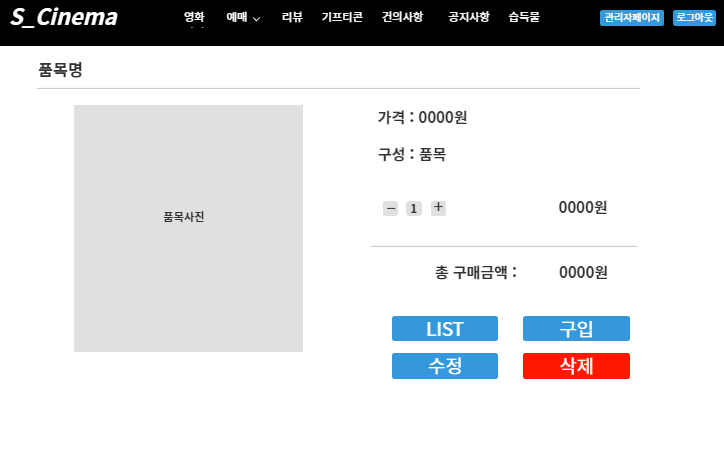 S_Cinema 영화 예매 리뷰 기프티콘 건의사항 공지사항 습득물 관리자페이지 로그아웃
품목명
가격 : 0000원
구성 : 품목
품목사진
− 1 + 0000원
총 구매금액 : 0000원
LIST 구입
수정 삭제